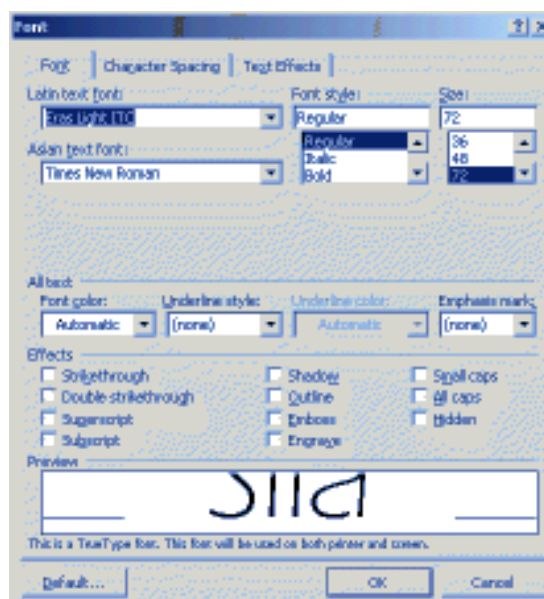 Font
Font Character Spacing Text Effects
Latin text font: Font style: Size:
Eras Light ITC Regular 72
Regular 36
Italic 48
Bold 72
Asian text font:
Times New Roman
All text
Font color: Underline style: Underline color: Emphasis mark:
Automatic (none) Automatic (none)
Effects
Strikethrough Shadow Small caps
Double strikethrough Outline All caps
Superscript Emboss Hidden
Subscript Engrave
Preview
This is a TrueType font. This font will be used on both printer and screen.
Default... OK Cancel